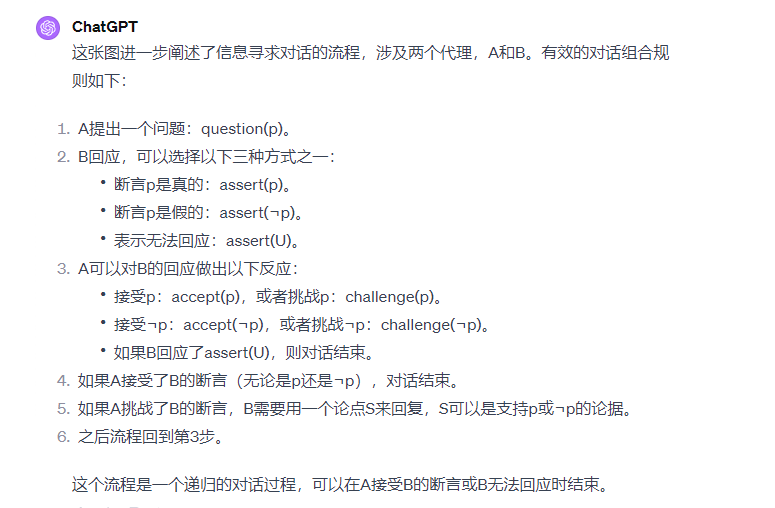 ChatGPT
这张图进一步阐述了信息寻求对话的流程，涉及两个代理，A和B。有效的对话组合规
则如下：
1. A提出一个问题：question(p)。
2. B回应，可以选择以下三种方式之一：
• 断言p是真的：assert(p)。
• 断言p是假的：assert(¬p)。
• 表示无法回应：assert(U)。
3. A可以对B的回应做出以下反应：
• 接受p：accept(p)，或者挑战p：challenge(p)。
• 接受¬p：accept(¬p)，或者挑战¬p：challenge(¬p)。
• 如果B回应了assert(U)，则对话结束。
4. 如果A接受了B的断言（无论是p还是¬p），对话结束。
5. 如果A挑战了B的断言，B需要用一个论点S来回复，S可以是支持p或¬p的论据。
6. 之后流程回到第3步。
这个流程是一个递归的对话过程，可以在A接受B的断言或B无法回应时结束。